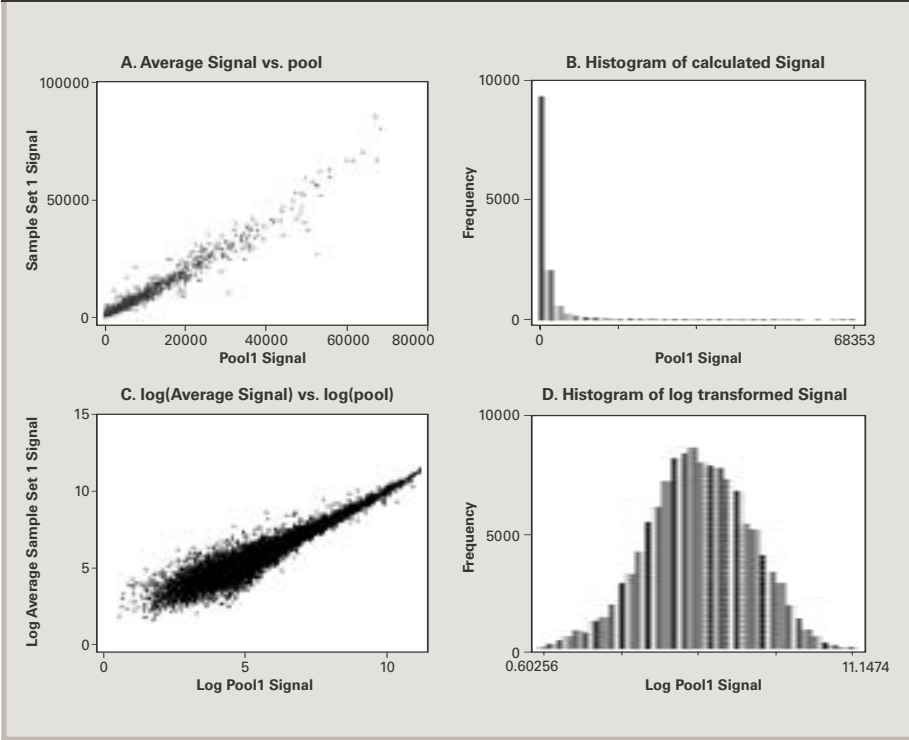 A. Average Signal vs. pool
100000
50000
0
Sample Set 1 Signal
0 20000 40000 60000 80000
Pool1 Signal
B. Histogram of calculated Signal
10000
5000
0
Frequency
0 68353
Pool1 Signal
C. log(Average Signal) vs. log(pool)
15
10
5
0
Log Average Sample Set 1 Signal
0 5 10
Log Pool1 Signal
D. Histogram of log transformed Signal
10000
5000
0
Frequency
0.60256 11.1474
Log Pool1 Signal